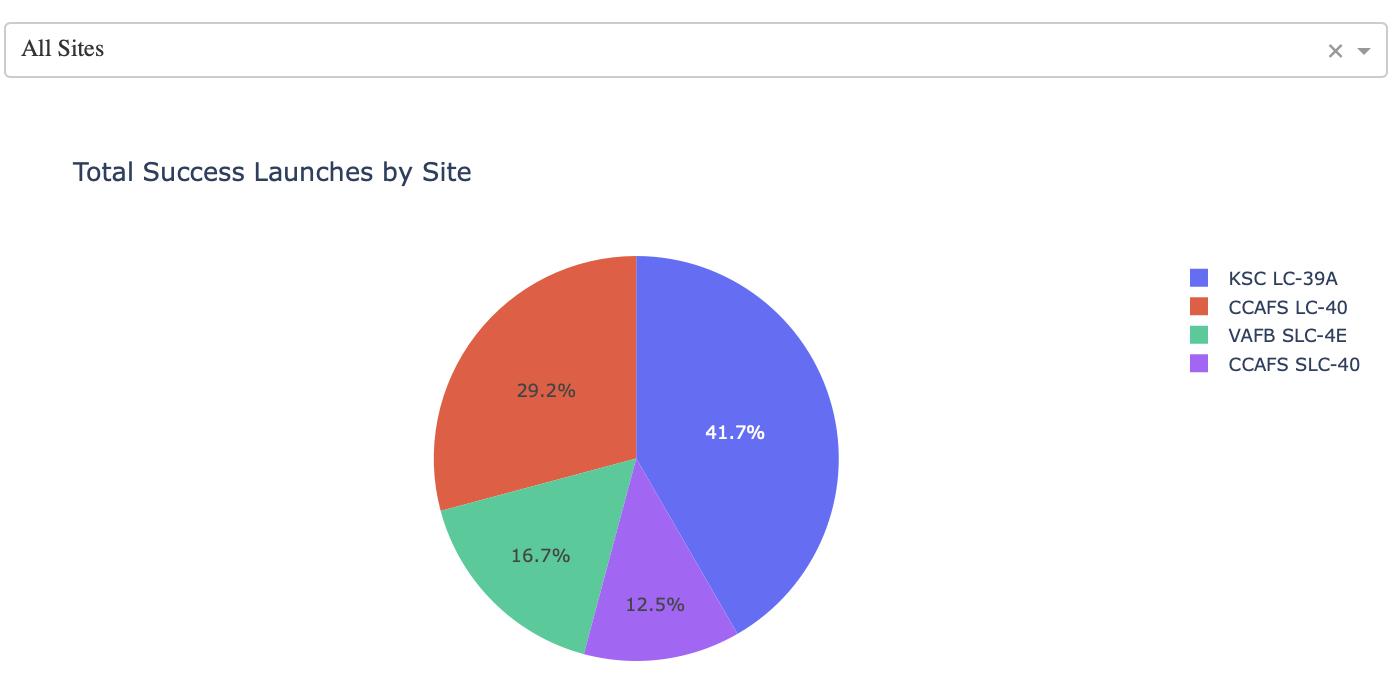 All Sites
Total Success Launches by Site
KSC LC-39A
CCAFS LC-40
VAFB SLC-4E
CCAFS SLC-40
29.2%
41.7%
16.7%
12.5%